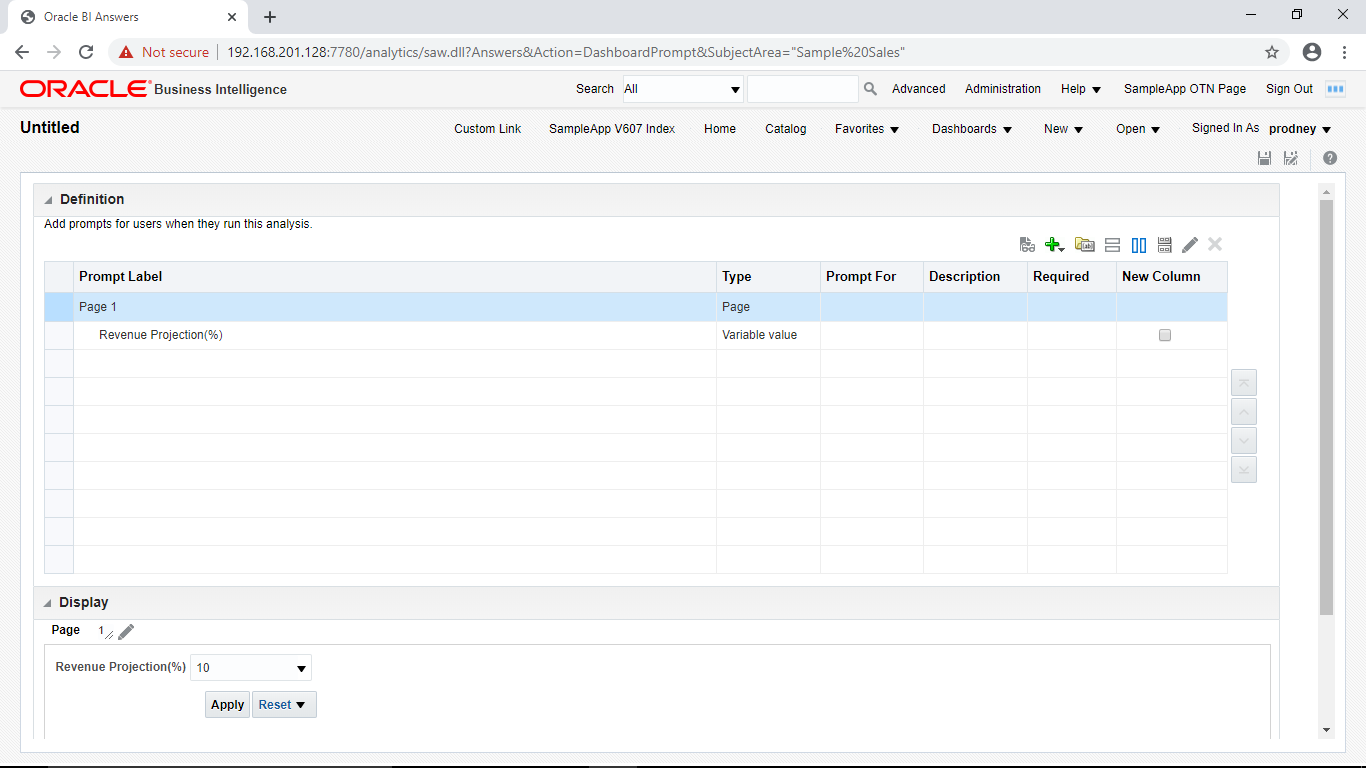 Oracle BI Answers
Not secure 192.168.201.128:7780/analytics/saw.dll?Answers&Action=DashboardPrompt&SubjectArea="Sample%20Sales"
ORACLE Business Intelligence Search All Advanced Administration Help SampleApp OTN Page Sign Out
Untitled Custom Link SampleApp V607 Index Home Catalog Favorites Dashboards New Open Signed In As prodney
Definition
Add prompts for users when they run this analysis.
Prompt Label Type Prompt For Description Required New Column
Page 1 Page
Revenue Projection(%) Variable value
Display
Page 1
Revenue Projection(%) 10
Apply Reset